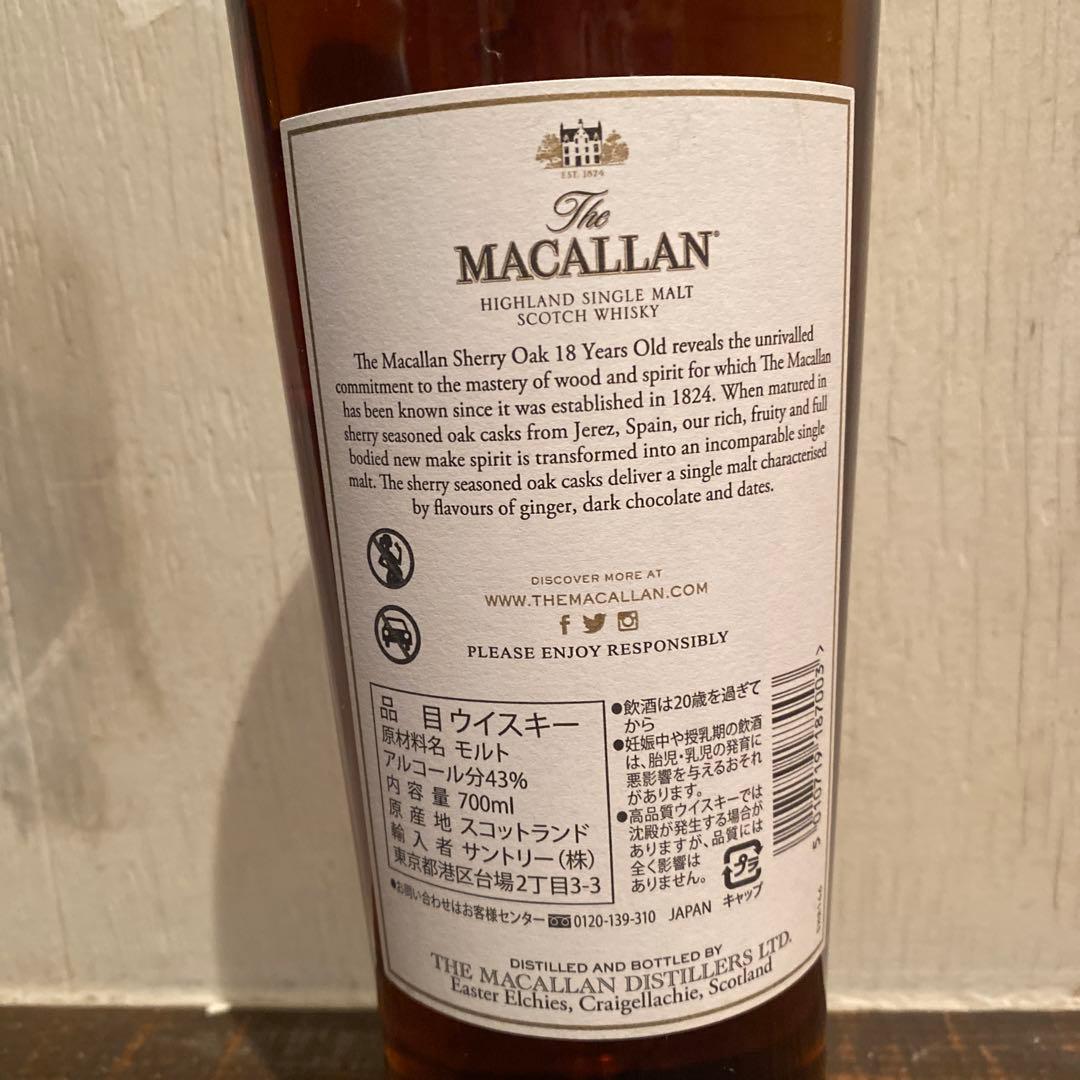 EST. 1824
The
MACALLAN
HIGHLAND SINGLE MALT
SCOTCH WHISKY
The Macallan Sherry Oak 18 Years Old reveals the unrivalled
commitment to the mastery of wood and spirit for which The Macallan
has been known since it was established in 1824. When matured in
sherry seasoned oak casks from Jerez, Spain, our rich, fruity and full
bodied new make spirit is transformed into an incomparable single
malt. The sherry seasoned oak casks deliver a single malt characterised
by flavours of ginger, dark chocolate and dates.
DISCOVER MORE AT
WWW.THEMACALLAN.COM
PLEASE ENJOY RESPONSIBLY
品 目 ウイスキー
原材料名 モルト
アルコール分43%
内容量 700ml
原産地 スコットランド
輸入者 サントリー(株)
東京都港区台場2丁目3-3
●飲酒は20歳を過ぎて
から
●妊娠中や授乳期の飲酒
は、胎児・乳児の発育に
悪影響を与えるおそれ
があります。
●高品質ウイスキーでは
沈殿が発生する場合が
ありますが、品質には
全く影響は
ありません。
プラ
キャップ
5 010719 187003 >
●お問い合わせはお客様センター 0120-139-310 JAPAN
DISTILLED AND BOTTLED BY
THE MACALLAN DISTILLERS LTD.
Easter Elchies, Craigellachie, Scotland